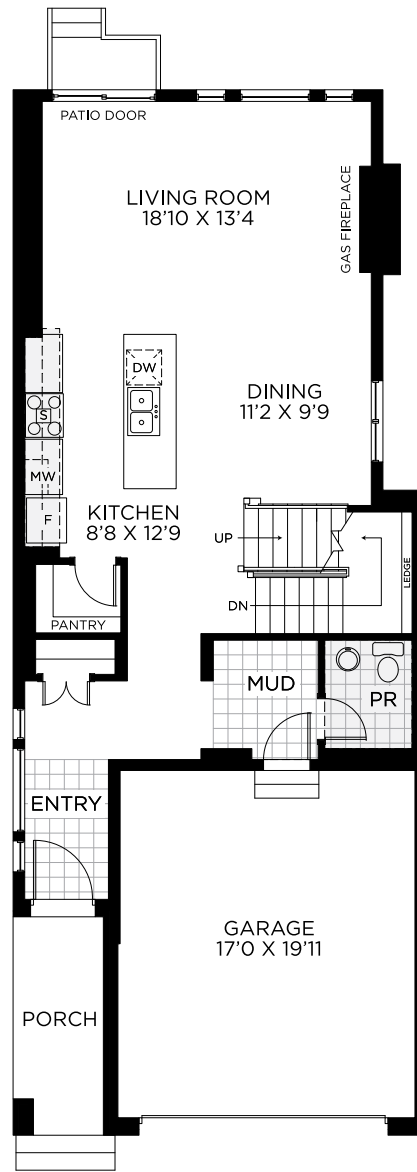 PATIO DOOR
LIVING ROOM
18'10 X 13'4
GAS FIREPLACE
DW
DINING
11'2 X 9'9
S
MW
F
KITCHEN
8'8 X 12'9
UP
DN
LEDGE
PANTRY
MUD
PR
ENTRY
GARAGE
17'0 X 19'11
PORCH